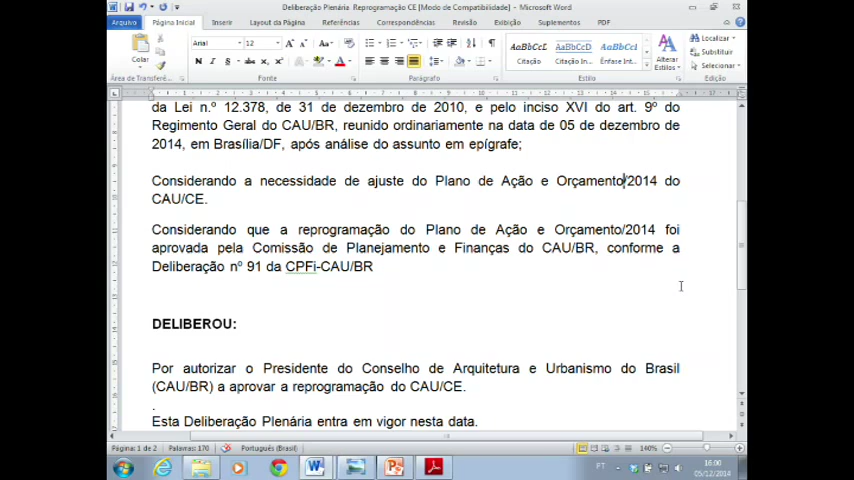 Deliberação Plenária Reprogramação CE [Modo de Compatibilidade] - Microsoft Word
Arquivo Página Inicial Inserir Layout da Página Referências Correspondências Revisão Exibição Suplementos PDF
Arial 12 Aa AaBbCcL AaBbCcL AaBbCcI Localizar
Substituir
Colar N I S abc x₂ x² A Citação Citação In... Ênfase Int... Alterar Estilos Selecionar
Área de Transferê... Fonte Parágrafo Estilo Edição
da Lei n.º 12.378, de 31 de dezembro de 2010, e pelo inciso XVI do art. 9º do
Regimento Geral do CAU/BR, reunido ordinariamente na data de 05 de dezembro de
2014, em Brasília/DF, após análise do assunto em epígrafe;
Considerando a necessidade de ajuste do Plano de Ação e Orçamento/2014 do
CAU/CE.
Considerando que a reprogramação do Plano de Ação e Orçamento/2014 foi
aprovada pela Comissão de Planejamento e Finanças do CAU/BR, conforme a
Deliberação nº 91 da CPFi-CAU/BR
DELIBEROU:
Por autorizar o Presidente do Conselho de Arquitetura e Urbanismo do Brasil
(CAU/BR) a aprovar a reprogramação do CAU/CE.
.
Esta Deliberação Plenária entra em vigor nesta data.
Página: 1 de 2 Palavras: 170 Português (Brasil) 140%
PT 16:00
05/12/2014